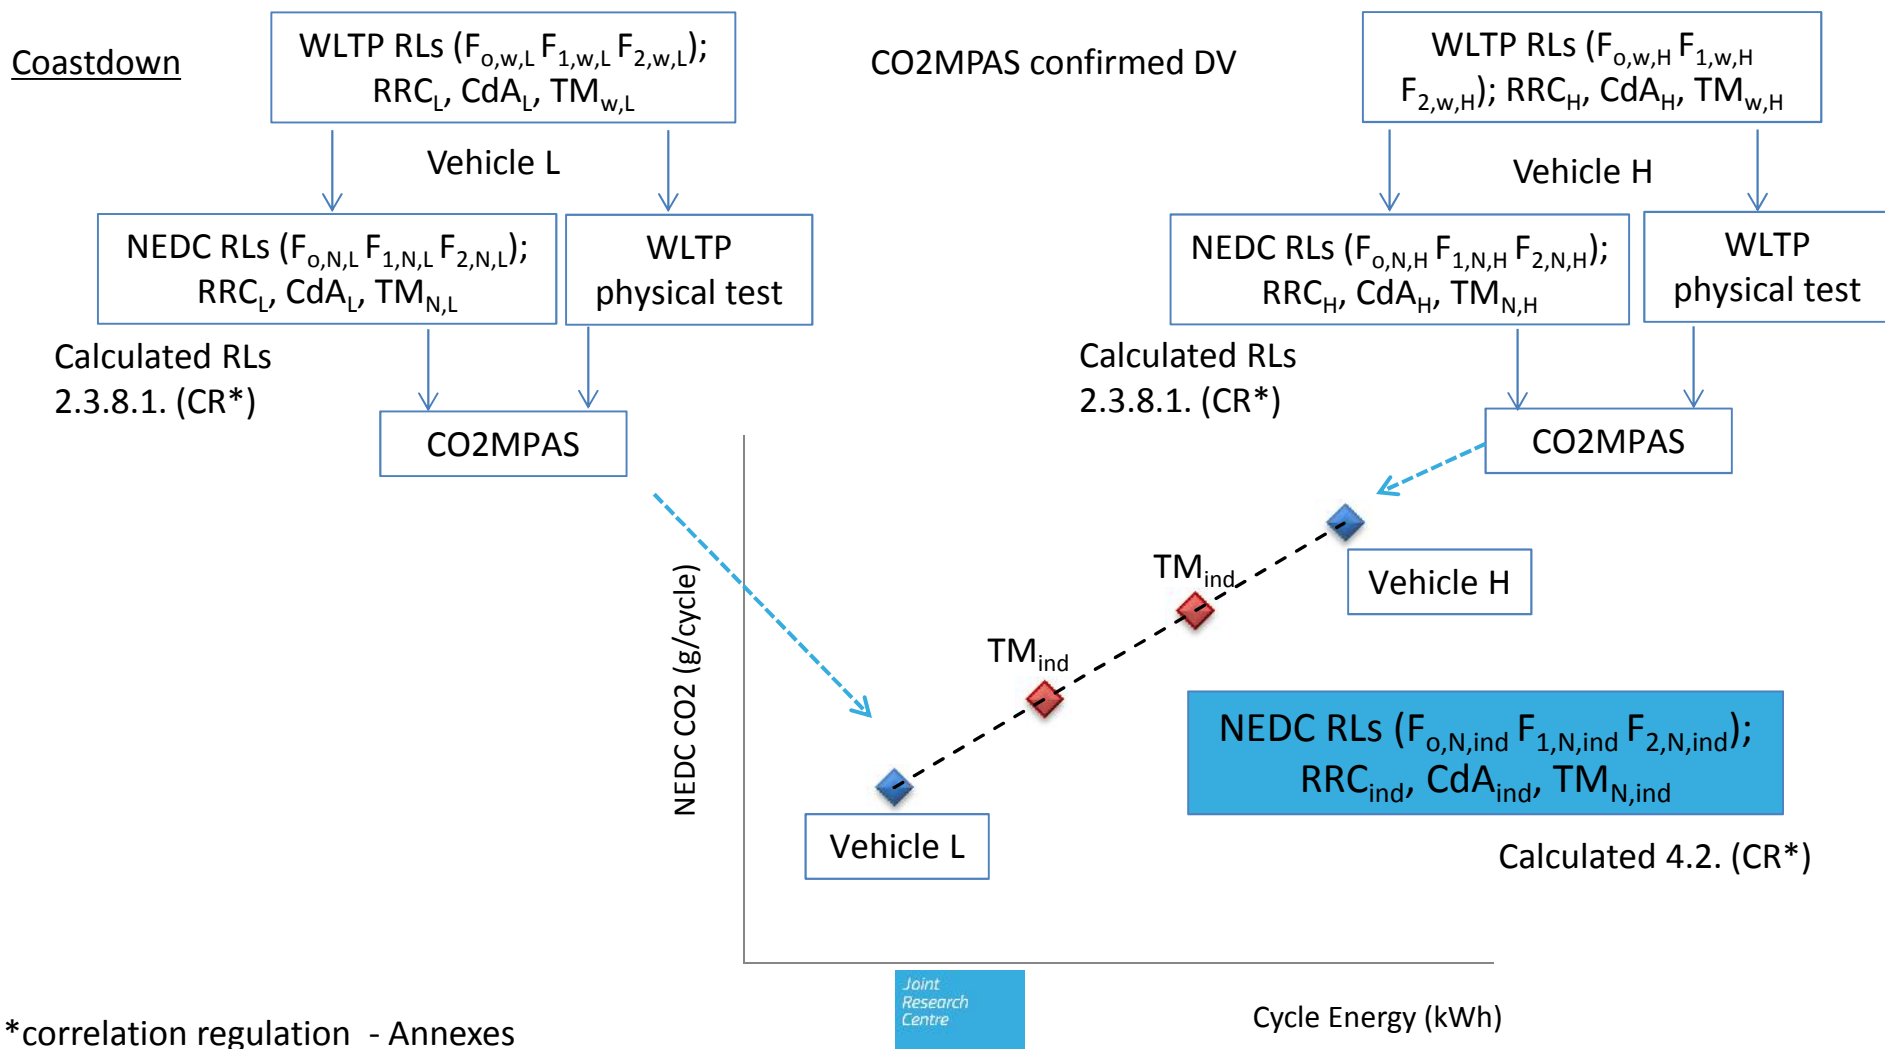 Coastdown
WLTP RLs (Fo,w,L F1,w,L F2,w,L);
RRCL, CdAL, TMw,L
CO2MPAS confirmed DV
WLTP RLs (Fo,w,H F1,w,H
F2,w,H); RRCH, CdAH, TMw,H
Vehicle L
Vehicle H
NEDC RLs (Fo,N,L F1,N,L F2,N,L);
RRCL, CdAL, TMN,L
WLTP
physical test
NEDC RLs (Fo,N,H F1,N,H F2,N,H);
RRCH, CdAH, TMN,H
WLTP
physical test
Calculated RLs
2.3.8.1. (CR*)
Calculated RLs
2.3.8.1. (CR*)
CO2MPAS
CO2MPAS
NEDC CO2 (g/cycle)
TMind
Vehicle H
TMind
NEDC RLs (Fo,N,ind F1,N,ind F2,N,ind);
RRCind, CdAind, TMN,ind
Vehicle L
Calculated 4.2. (CR*)
Joint
Research
Centre
Cycle Energy (kWh)
*correlation regulation - Annexes